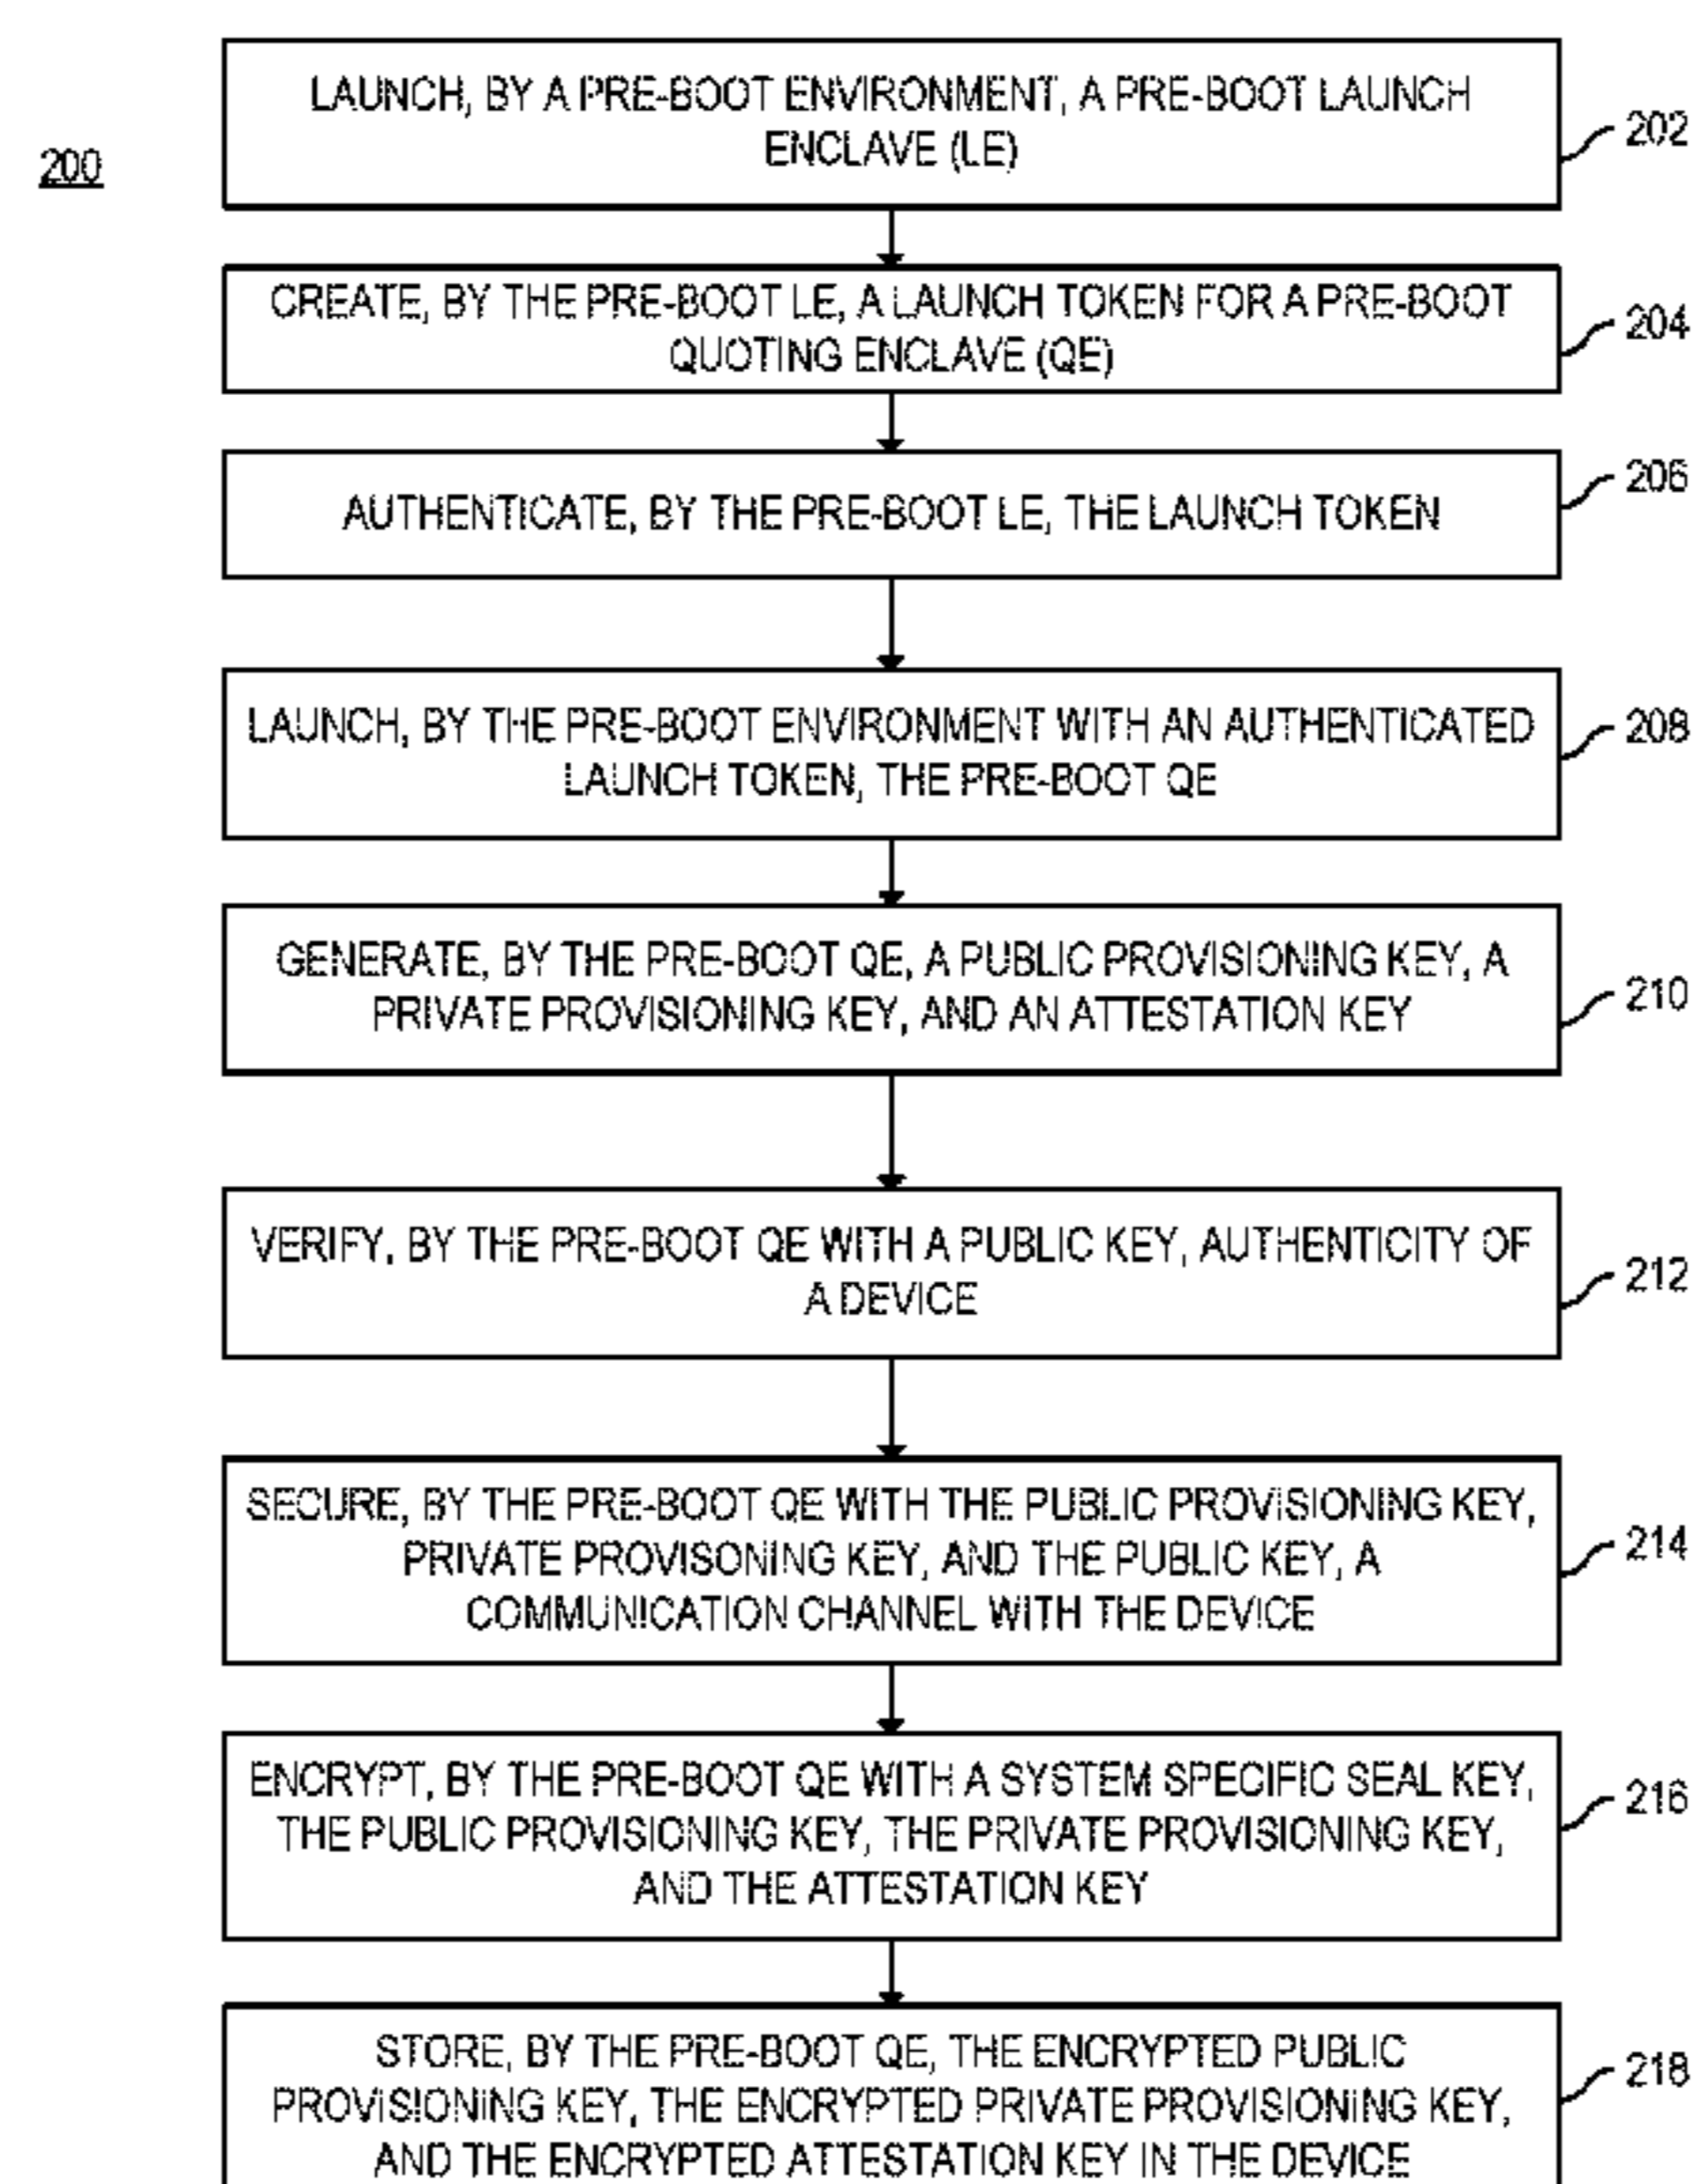 LAUNCH, BY A PRE-BOOT ENVIRONMENT, A PRE-BOOT LAUNCH
ENCLAVE (LE)
202
200
CREATE, BY THE PRE-BOOT LE, A LAUNCH TOKEN FOR A PRE-BOOT
QUOTING ENCLAVE (QE)
204
AUTHENTICATE, BY THE PRE-BOOT LE, THE LAUNCH TOKEN
206
LAUNCH, BY THE PRE-BOOT ENVIRONMENT WITH AN AUTHENTICATED
LAUNCH TOKEN, THE PRE-BOOT QE
208
GENERATE, BY THE PRE-BOOT QE, A PUBLIC PROVISIONING KEY, A
PRIVATE PROVISIONING KEY, AND AN ATTESTATION KEY
210
VERIFY, BY THE PRE-BOOT QE WITH A PUBLIC KEY, AUTHENTICITY OF
A DEVICE
212
SECURE, BY THE PRE-BOOT QE WITH THE PUBLIC PROVISIONING KEY,
PRIVATE PROVISONING KEY, AND THE PUBLIC KEY, A
COMMUNICATION CHANNEL WITH THE DEVICE
214
ENCRYPT, BY THE PRE-BOOT QE WITH A SYSTEM SPECIFIC SEAL KEY,
THE PUBLIC PROVISIONING KEY, THE PRIVATE PROVISIONING KEY,
AND THE ATTESTATION KEY
216
STORE, BY THE PRE-BOOT QE, THE ENCRYPTED PUBLIC
PROVISIONING KEY, THE ENCRYPTED PRIVATE PROVISIONING KEY,
AND THE ENCRYPTED ATTESTATION KEY IN THE DEVICE
218